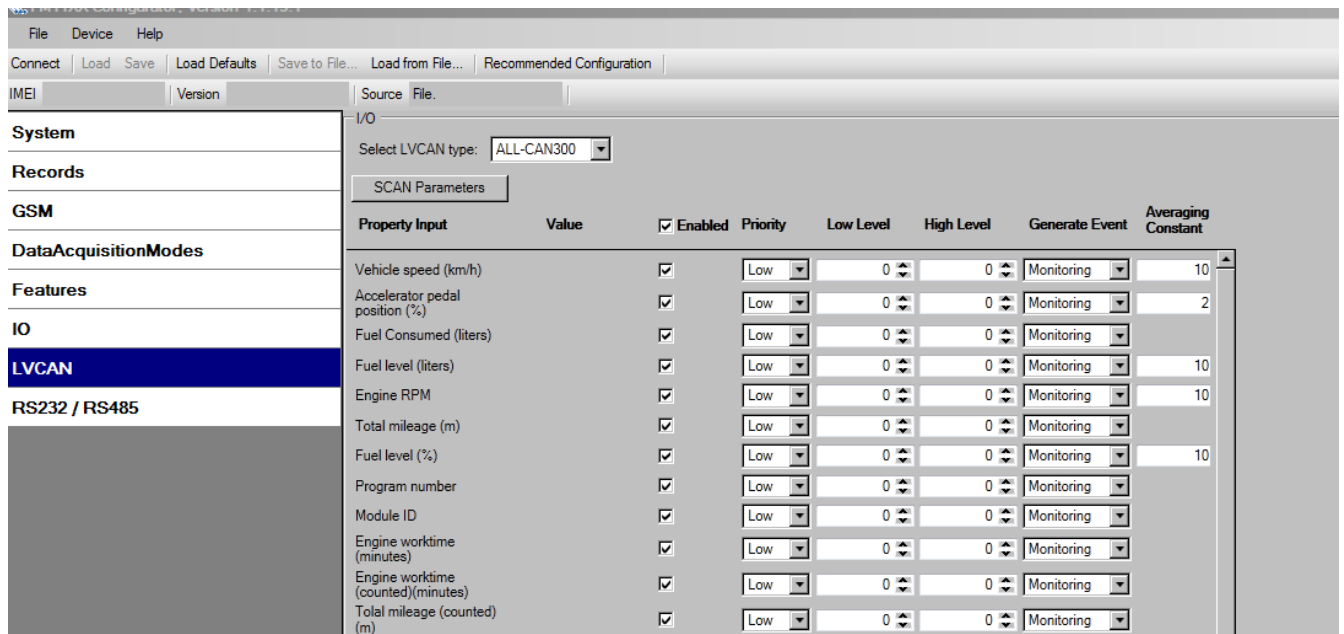 Configurator, Version 1.1.15.1
File Device Help
Connect Load Save Load Defaults Save to File... Load from File... Recommended Configuration
IMEI Version Source File.
System
Records
GSM
DataAcquisitionModes
Features
IO
LVCAN
RS232 / RS485
I/O
Select LVCAN type: ALL-CAN300
SCAN Parameters
Property Input Value Enabled Priority Low Level High Level Generate Event Averaging Constant
Vehicle speed (km/h) Low 0 0 Monitoring 10
Accelerator pedal
position (%) Low 0 0 Monitoring 2
Fuel Consumed (liters) Low 0 0 Monitoring
Fuel level (liters) Low 0 0 Monitoring 10
Engine RPM Low 0 0 Monitoring 10
Total mileage (m) Low 0 0 Monitoring
Fuel level (%) Low 0 0 Monitoring 10
Program number Low 0 0 Monitoring
Module ID Low 0 0 Monitoring
Engine worktime
(minutes) Low 0 0 Monitoring
Engine worktime
(counted)(minutes) Low 0 0 Monitoring
Tolal mileage (counted)
(m) Low 0 0 Monitoring